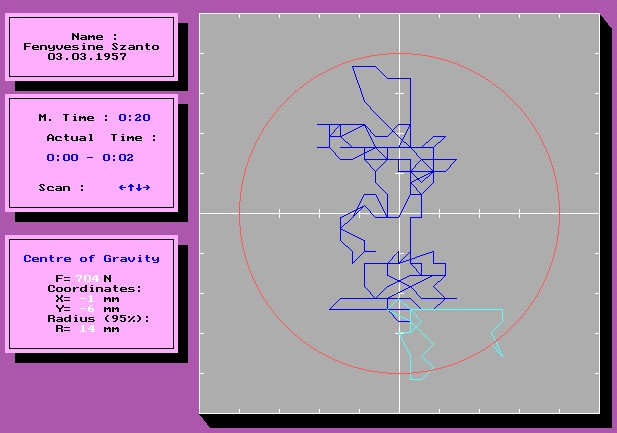 Name :
Fenyvesine Szanto
03.03.1957
M. Time : 0:20
Actual Time :
0:00 - 0:02
Scan : ←↑↓→
Centre of Gravity
F= 704 N
Coordinates:
X= -1 mm
Y= -6 mm
Radius (95%):
R= 14 mm